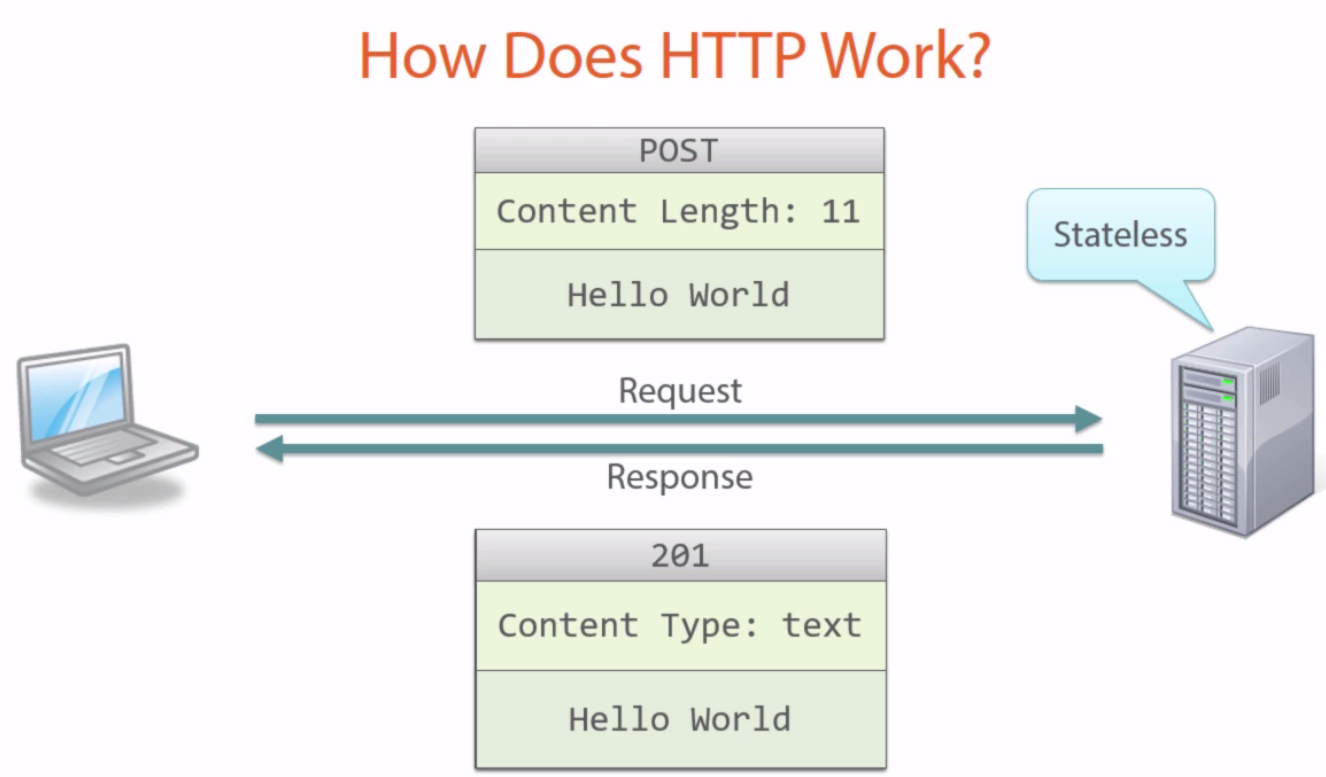 How Does HTTP Work?
POST
Content Length: 11
Hello World
Stateless
Request
Response
201
Content Type: text
Hello World